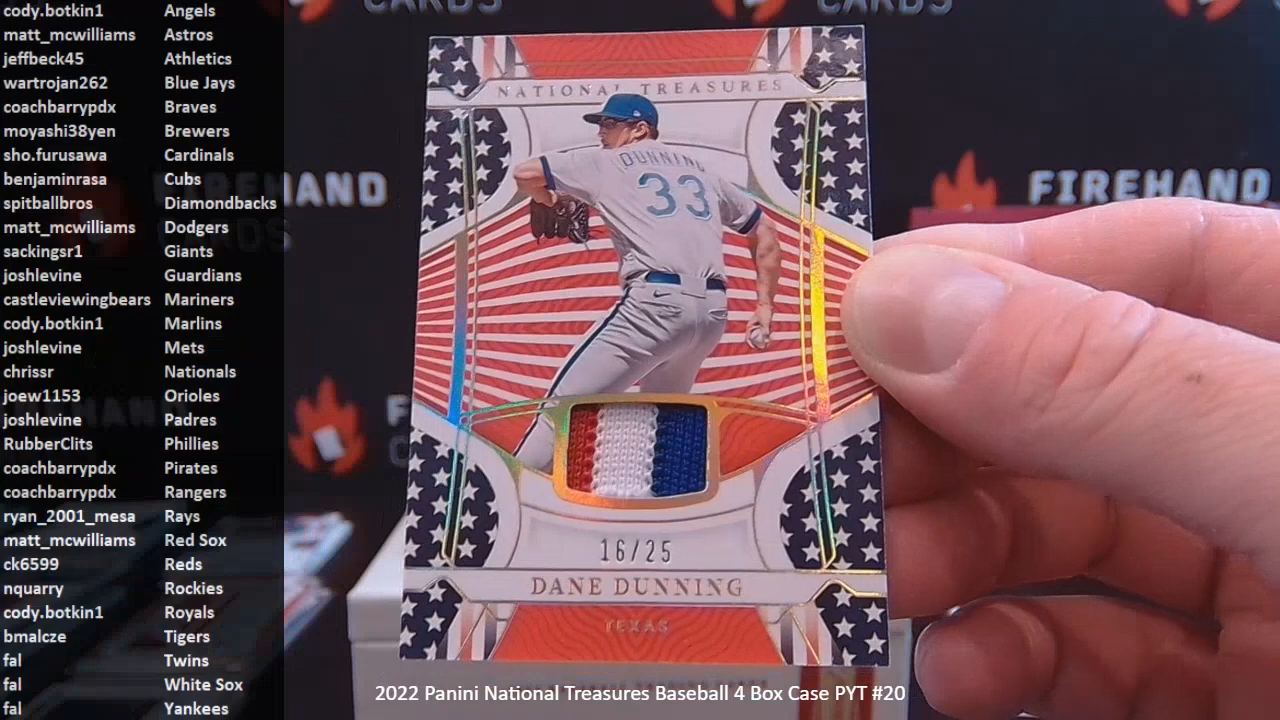 cody.botkin1 Angels
matt_mcwilliams Astros
jeffbeck45 Athletics
wartrojan262 Blue Jays
coachbarrypdx Braves
moyashi38yen Brewers
sho.furusawa Cardinals
benjaminrasa Cubs
spitballbros Diamondbacks
matt_mcwilliams Dodgers
sackingsr1 Giants
joshlevine Guardians
castleviewingbears Mariners
cody.botkin1 Marlins
joshlevine Mets
chrissr Nationals
joew1153 Orioles
joshlevine Padres
RubberClits Phillies
coachbarrypdx Pirates
coachbarrypdx Rangers
ryan_2001_mesa Rays
matt_mcwilliams Red Sox
ck6599 Reds
nquarry Rockies
cody.botkin1 Royals
bmalcze Tigers
fal Twins
fal White Sox
fal Yankees
CARDS
CARDS
NATIONAL TREASURES
DUNNING
33
FIREHAND
CARDS
FIREHAND
16/25
DANE DUNNING
TEXAS
2022 Panini National Treasures Baseball 4 Box Case PYT #20